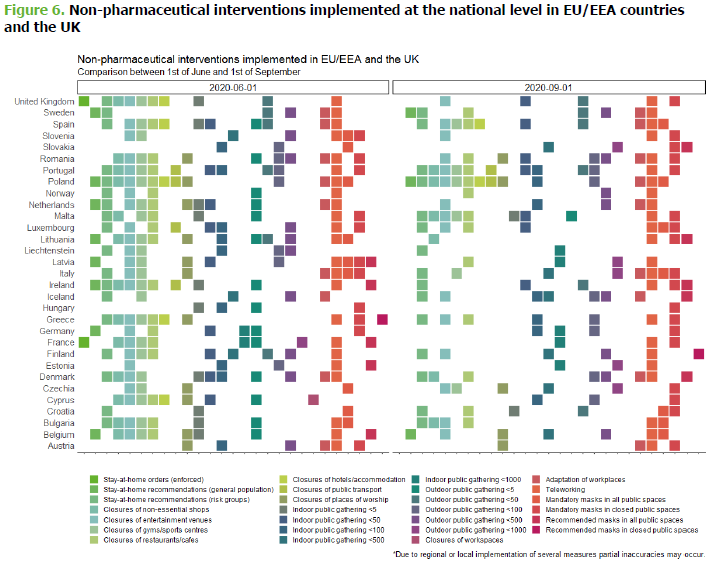 Figure 6. Non-pharmaceutical interventions implemented at the national level in EU/EEA countries
and the UK
Non-pharmaceutical interventions implemented in EU/EEA and the UK
Comparison between 1st of June and 1st of September
2020-06-01
2020-09-01
United Kingdom
Sweden
Spain
Slovenia
Slovakia
Romania
Portugal
Poland
Norway
Netherlands
Malta
Luxembourg
Lithuania
Liechtenstein
Latvia
Italy
Ireland
Iceland
Hungary
Greece
Germany
France
Finland
Estonia
Denmark
Czechia
Cyprus
Croatia
Bulgaria
Belgium
Austria
Stay-at-home orders (enforced)
Stay-at-home recommendations (general population)
Stay-at-home recommendations (risk groups)
Closures of non-essential shops
Closures of entertainment venues
Closures of gyms/sports centres
Closures of restaurants/cafes
Closures of hotels/accommodation
Closures of public transport
Closures of places of worship
Indoor public gathering <5
Indoor public gathering <50
Indoor public gathering <100
Indoor public gathering <500
Indoor public gathering <1000
Outdoor public gathering <5
Outdoor public gathering <50
Outdoor public gathering <100
Outdoor public gathering <500
Outdoor public gathering <1000
Closures of workspaces
Adaptation of workplaces
Teleworking
Mandatory masks in all public spaces
Mandatory masks in closed public spaces
Recommended masks in all public spaces
Recommended masks in closed public spaces
*Due to regional or local implementation of several measures partial inaccuracies may occur.